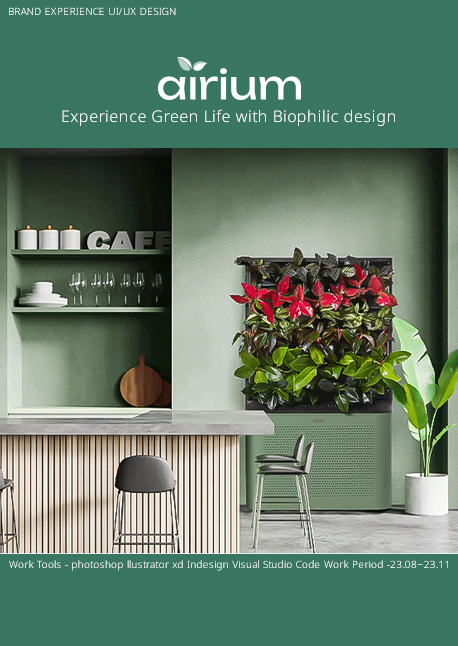 BRAND EXPERIENCE UI/UX DESIGN
airium
Experience Green Life with Biophilic design
CAFE
Work Tools - photoshop llustrator xd Indesign Visual Studio Code Work Period -23.08~23.11